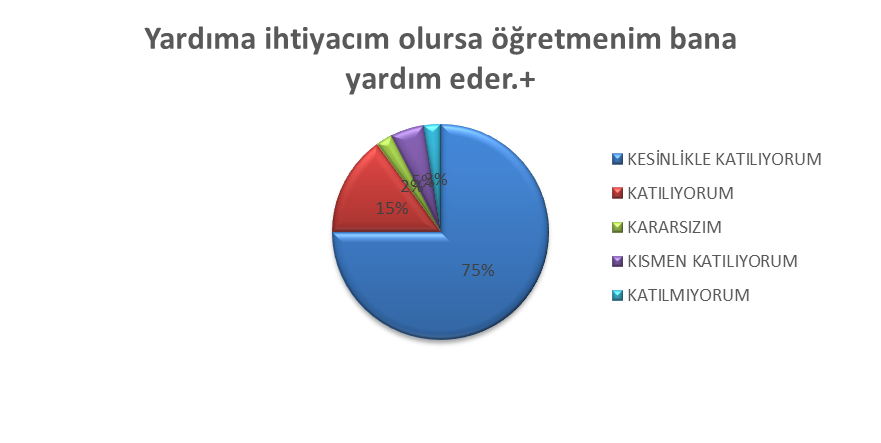 Yardıma ihtiyacım olursa öğretmenim bana
yardım eder.+
75%
15%
2%
5%
KESİNLİKLE KATILIYORUM
KATILIYORUM
KARARSIZIM
KISMEN KATILIYORUM
KATILMIYORUM